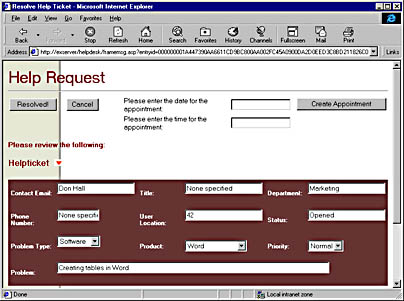 Resolve Help Ticket - Microsoft Internet Explorer
File Edit View Go Favorites Help
Back Forward Stop Refresh Home Search Favorites History Channels Fullscreen Mail Print
Address http://exserver/helpdesk/framemsg.asp? Links
Help Request
Resolved! Cancel Please enter the date for the appointment: Create Appointment
Please enter the time for the appointment:
Please review the following:
Helpticket
Contact Email: Don Hall Title: None specified Department: Marketing
Phone Number: None specifi User Location: 42 Status: Opened
Problem Type: Software Product: Word Priority: Normal
Problem: Creating tables in Word
Done Local intranet zone